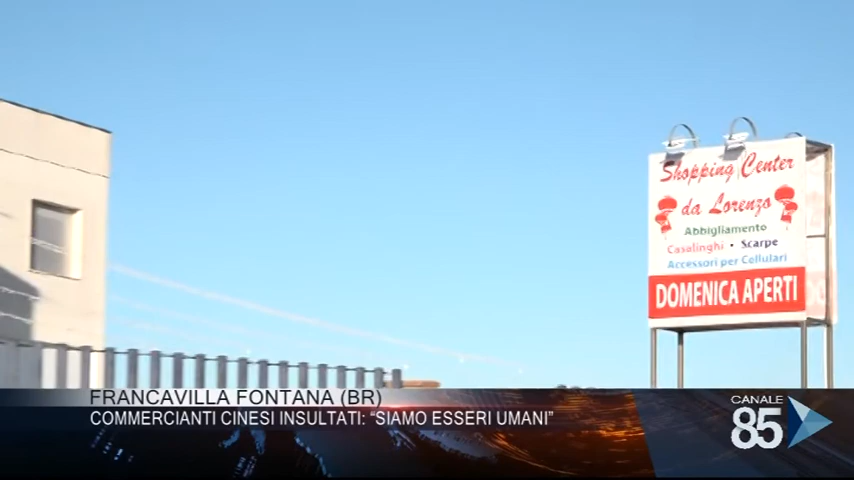 Shopping Center
da Lorenzo
Abbigliamento
Casalinghi • Scarpe
Accessori per Cellulari
DOMENICA APERTI
FRANCAVILLA FONTANA (BR)
COMMERCIANTI CINESI INSULTATI: “SIAMO ESSERI UMANI”
CANALE
85